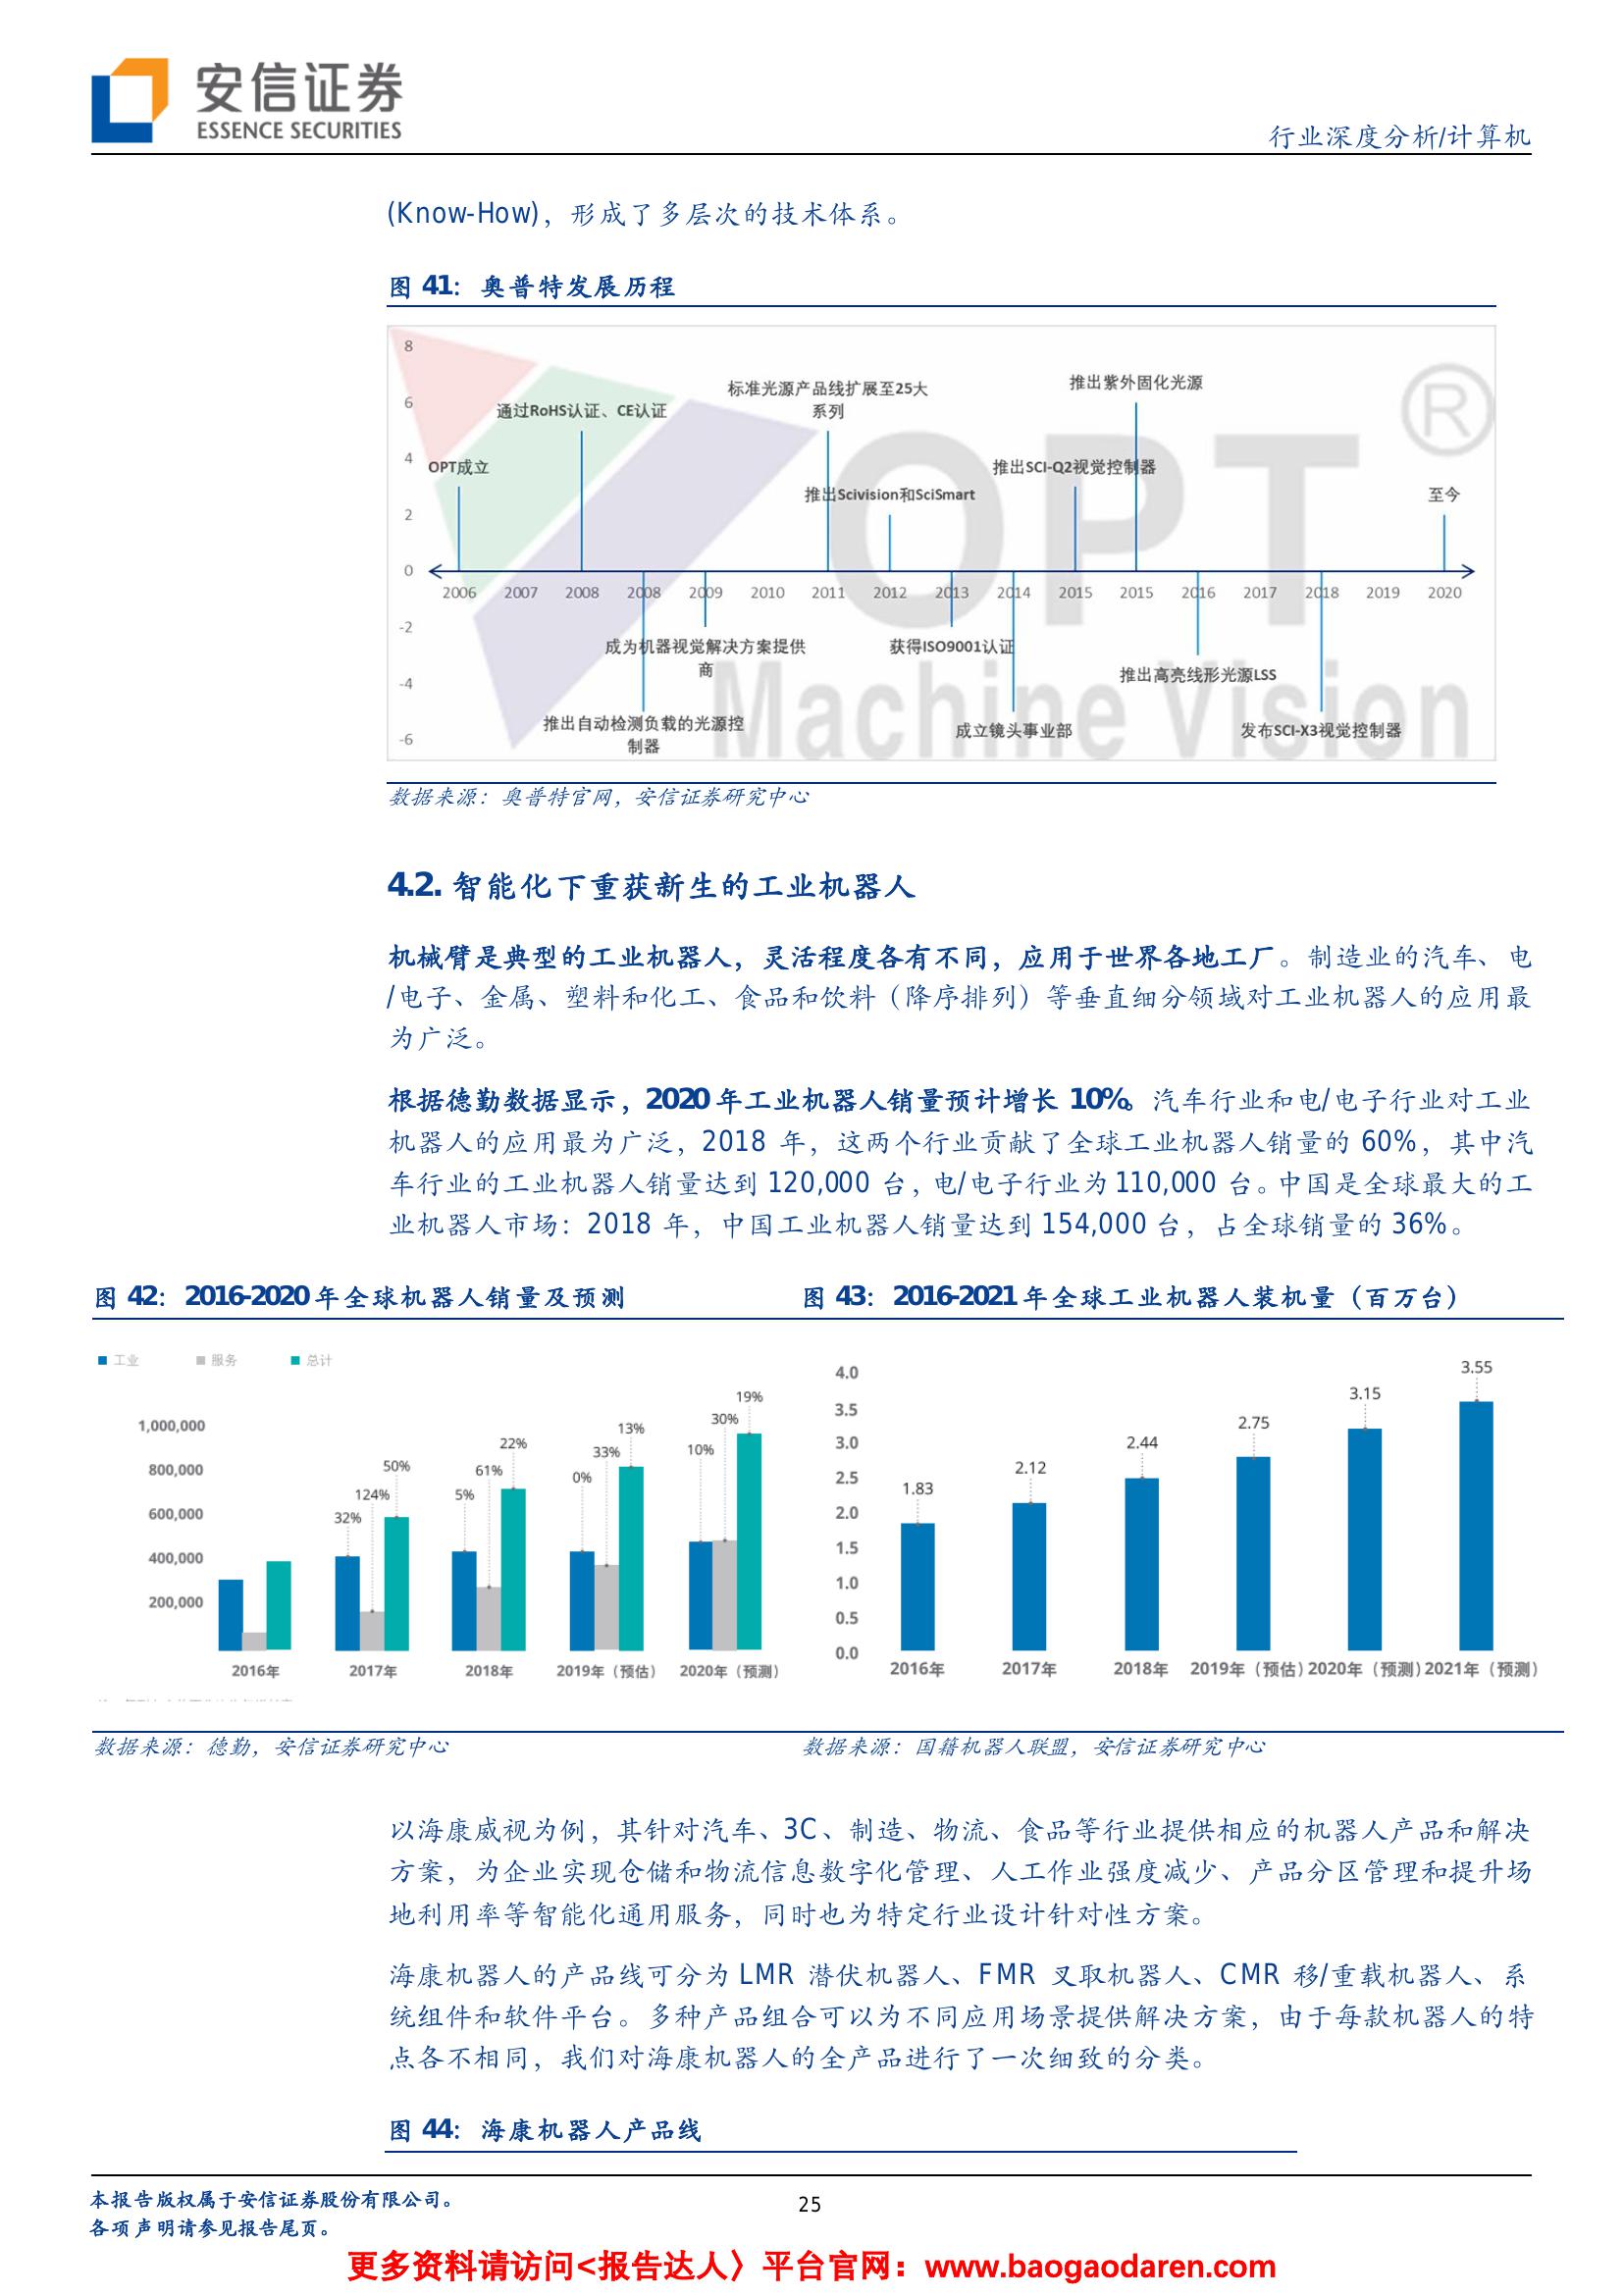 安信证券
ESSENCE SECURITIES
行业深度分析/计算机
(Know-How)，形成了多层次的技术体系。
图 41：奥普特发展历程
8
6
4
2
0
-2
-4
-6
OPT成立
通过RoHS认证、CE认证
标准光源产品线扩展至25大
系列
推出Scivision和SciSmart
推出SCI-Q2视觉控制器
推出紫外固化光源
至今
2006 2007 2008 2008 2009 2010 2011 2012 2013 2014 2015 2015 2016 2017 2018 2019 2020
成为机器视觉解决方案提供
商
推出自动检测负载的光源控
制器
获得ISO9001认证
成立镜头事业部
推出高亮线形光源LSS
发布SCI-X3视觉控制器
OPT
®
Machine Vision
数据来源：奥普特官网，安信证券研究中心
4.2. 智能化下重获新生的工业机器人
机械臂是典型的工业机器人，灵活程度各有不同，应用于世界各地工厂。制造业的汽车、电
/电子、金属、塑料和化工、食品和饮料（降序排列）等垂直细分领域对工业机器人的应用最
为广泛。
根据德勤数据显示，2020 年工业机器人销量预计增长 10%。汽车行业和电/电子行业对工业
机器人的应用最为广泛，2018 年，这两个行业贡献了全球工业机器人销量的 60%，其中汽
车行业的工业机器人销量达到 120,000 台，电/电子行业为 110,000 台。中国是全球最大的工
业机器人市场：2018 年，中国工业机器人销量达到 154,000 台，占全球销量的 36%。
图 42：2016-2020 年全球机器人销量及预测
工业 服务 总计
1,000,000
800,000
600,000
400,000
200,000
32% 124% 50%
5% 61% 22%
0% 33% 13%
10% 30% 19%
2016年 2017年 2018年 2019年（预估） 2020年（预测）
数据来源：德勤，安信证券研究中心
图 43：2016-2021 年全球工业机器人装机量（百万台）
4.0
3.5
3.0
2.5
2.0
1.5
1.0
0.5
0.0
1.83 2.12 2.44 2.75 3.15 3.55
2016年 2017年 2018年 2019年（预估） 2020年（预测） 2021年（预测）
数据来源：国籍机器人联盟，安信证券研究中心
以海康威视为例，其针对汽车、3C、制造、物流、食品等行业提供相应的机器人产品和解决
方案，为企业实现仓储和物流信息数字化管理、人工作业强度减少、产品分区管理和提升场
地利用率等智能化通用服务，同时也为特定行业设计针对性方案。
海康机器人的产品线可分为 LMR 潜伏机器人、FMR 叉取机器人、CMR 移/重载机器人、系
统组件和软件平台。多种产品组合可以为不同应用场景提供解决方案，由于每款机器人的特
点各不相同，我们对海康机器人的全产品进行了一次细致的分类。
图 44：海康机器人产品线
本报告版权属于安信证券股份有限公司。
各项声明请参见报告尾页。
25
更多资料请访问<报告达人〉平台官网：www.baogaodaren.com